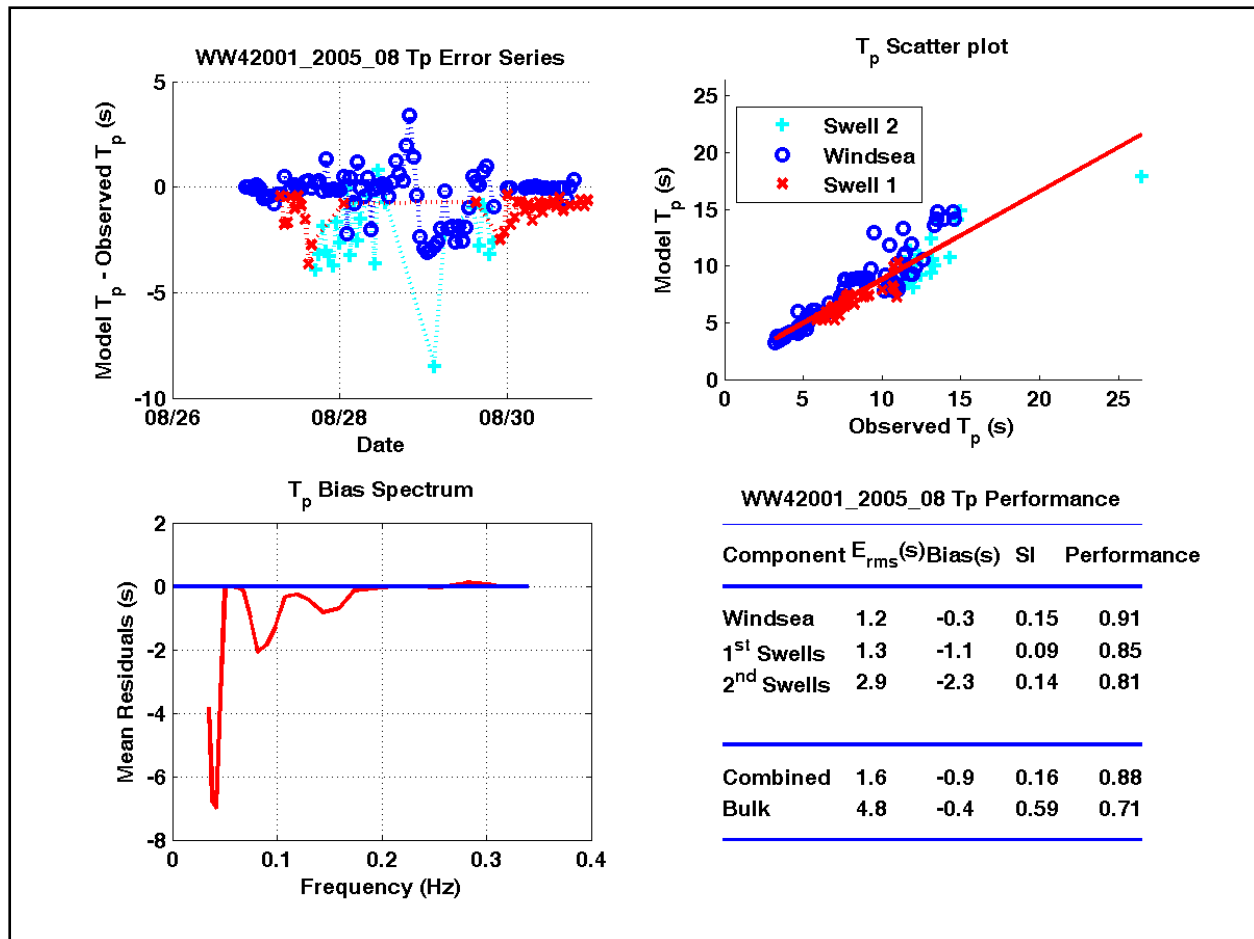 WW42001_2005_08 Tp Error Series
Model Tp - Observed Tp (s)
5
0
-5
-10
08/26
08/28
08/30
Date
Tp Scatter plot
Swell 2
Windsea
Swell 1
Model Tp (s)
25
20
15
10
5
0
0
5
10
15
20
25
Observed Tp (s)
Tp Bias Spectrum
Mean Residuals (s)
2
0
-2
-4
-6
-8
0
0.1
0.2
0.3
0.4
Frequency (Hz)
WW42001_2005_08 Tp Performance
Component Erms(s) Bias(s) SI Performance
Windsea 1.2 -0.3 0.15 0.91
1st Swells 1.3 -1.1 0.09 0.85
2nd Swells 2.9 -2.3 0.14 0.81
Combined 1.6 -0.9 0.16 0.88
Bulk 4.8 -0.4 0.59 0.71